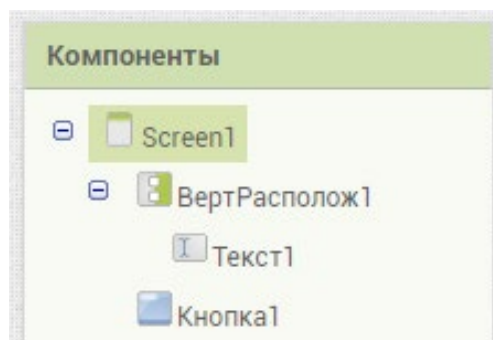 Компоненты
Screen1
ВертРасполож1
Текст1
Кнопка1